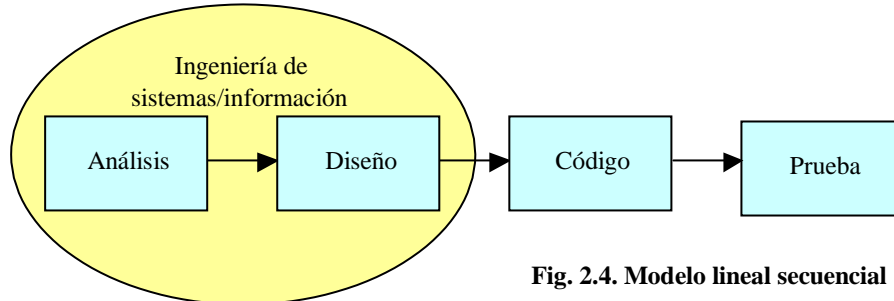 Ingeniería de
sistemas/información
Análisis
Diseño
Código
Prueba
Fig. 2.4. Modelo lineal secuencial